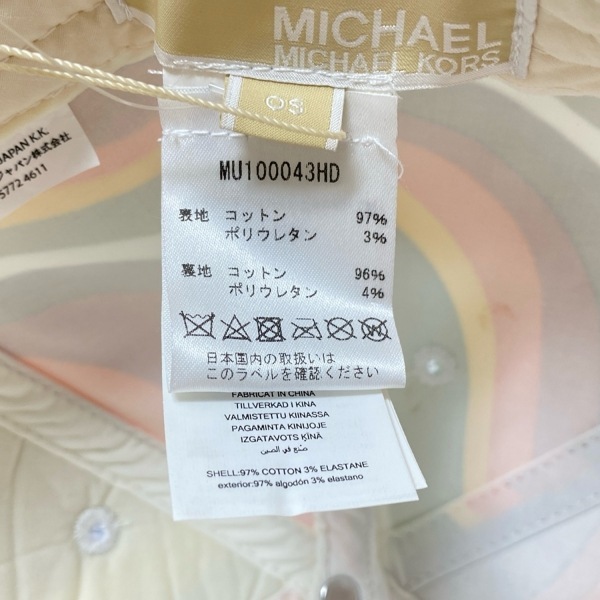 MICHAEL
MICHAEL KORS
OS
JAPAN K.K.
ジャパン株式会社
5772 4611
MU100043HD
表地 コットン 97%
ポリウレタン 3%
裏地 コットン 96%
ポリウレタン 4%
日本国内の取扱いは
このラベルを確認ください
FABRICAT IN CHINA
TILLVERKAD I KINA
VALMISTETTU KIINASSA
PAGAMINTA KINIJOJE
IZGATAVOTS ĶĪNĀ
صنع في الصين
SHELL:97% COTTON 3% ELASTANE
exterior:97% algodón 3% elastano